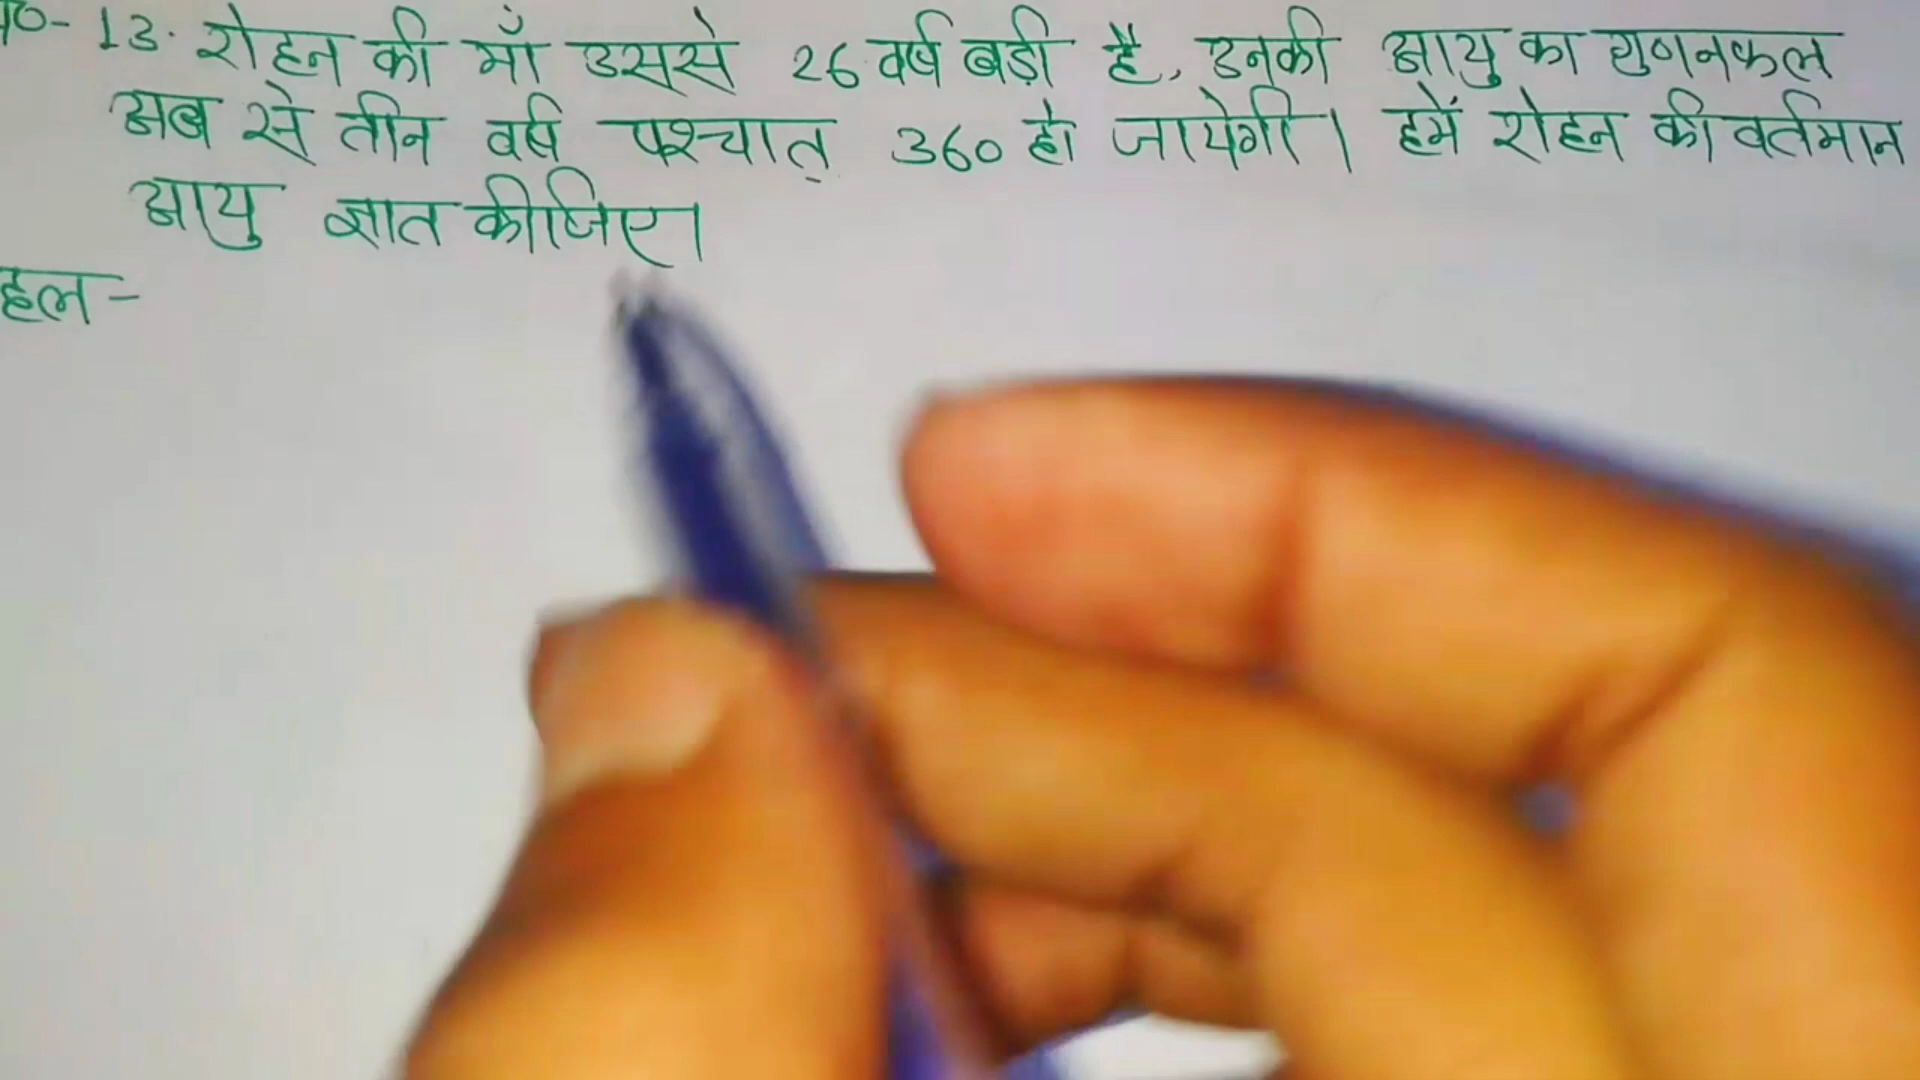 प्र०- 13. रोहन की माँ उससे 26 वर्ष बड़ी है, उनकी आयु का गुणनफल
अब से तीन वर्ष पश्चात् 360 हो जायेगी। हमें रोहन की वर्तमान
आयु ज्ञात कीजिए।
हल-